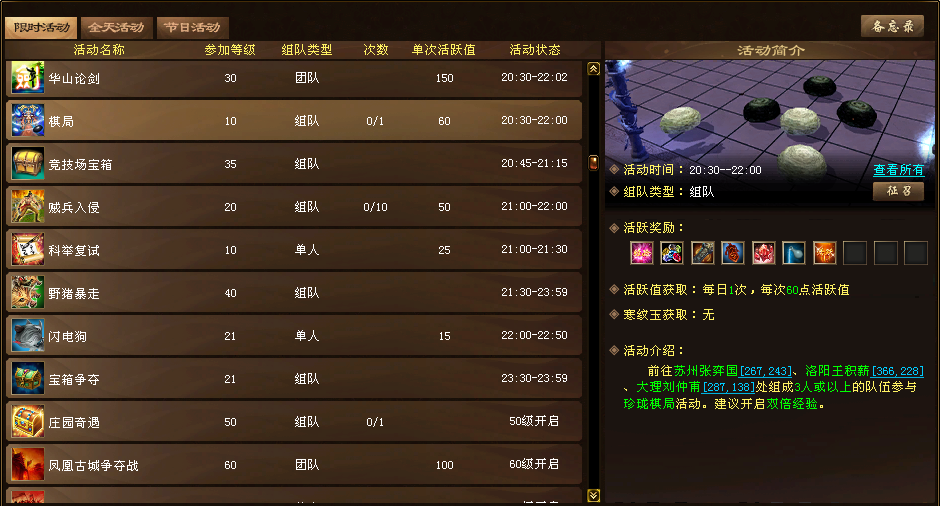 限时活动 全天活动 节日活动 备忘录
活动名称 参加等级 组队类型 次数 单次活跃值 活动状态
华山论剑 30 团队 150 20:30-22:02
棋局 10 组队 0/1 60 20:30-22:00
竞技场宝箱 35 组队 20:45-21:15
贼兵入侵 20 组队 0/10 50 21:00-22:00
科举复试 10 单人 25 21:00-21:30
野猪暴走 40 组队 21:30-23:59
闪电狗 21 单人 15 22:00-22:50
宝箱争夺 21 组队 23:30-23:59
庄园奇遇 50 组队 0/1 50级开启
凤凰古城争夺战 60 团队 100 60级开启
活动简介
活动时间：20:30--22:00 查看所有
组队类型：组队 征召
活跃奖励：
活跃值获取：每日1次，每次60点活跃值
寒纹玉获取：无
活动介绍：
前往苏州张弈国[267,243]、洛阳王积薪[366,228]
、大理刘仲甫[287,138]处组成3人或以上的队伍参与
珍珑棋局活动。建议开启双倍经验。